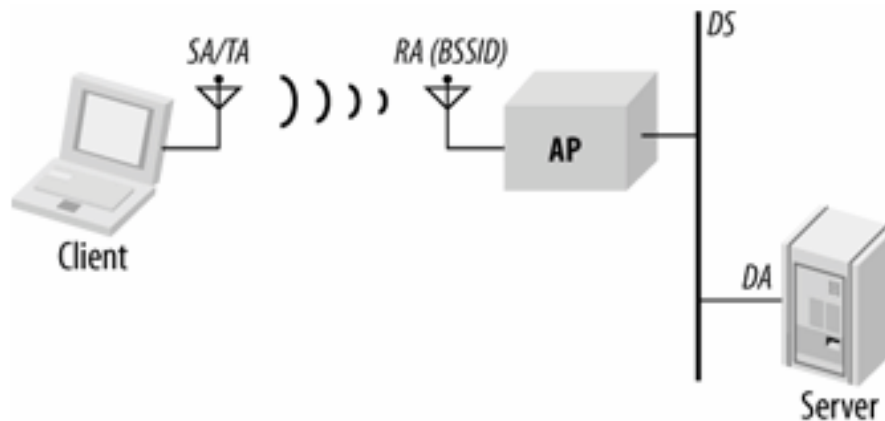 SA/TA
RA (BSSID)
DS
AP
Client
DA
Server